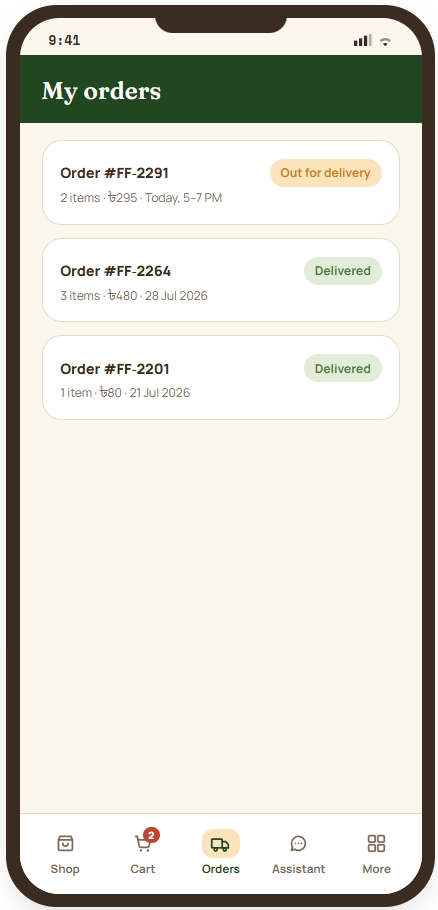 9:41
My orders
Order #FF-2291
Out for delivery
2 items · ৳295 · Today, 5–7 PM
Order #FF-2264
Delivered
3 items · ৳480 · 28 Jul 2026
Order #FF-2201
Delivered
1 item · ৳80 · 21 Jul 2026
2
Shop
Cart
Orders
Assistant
More